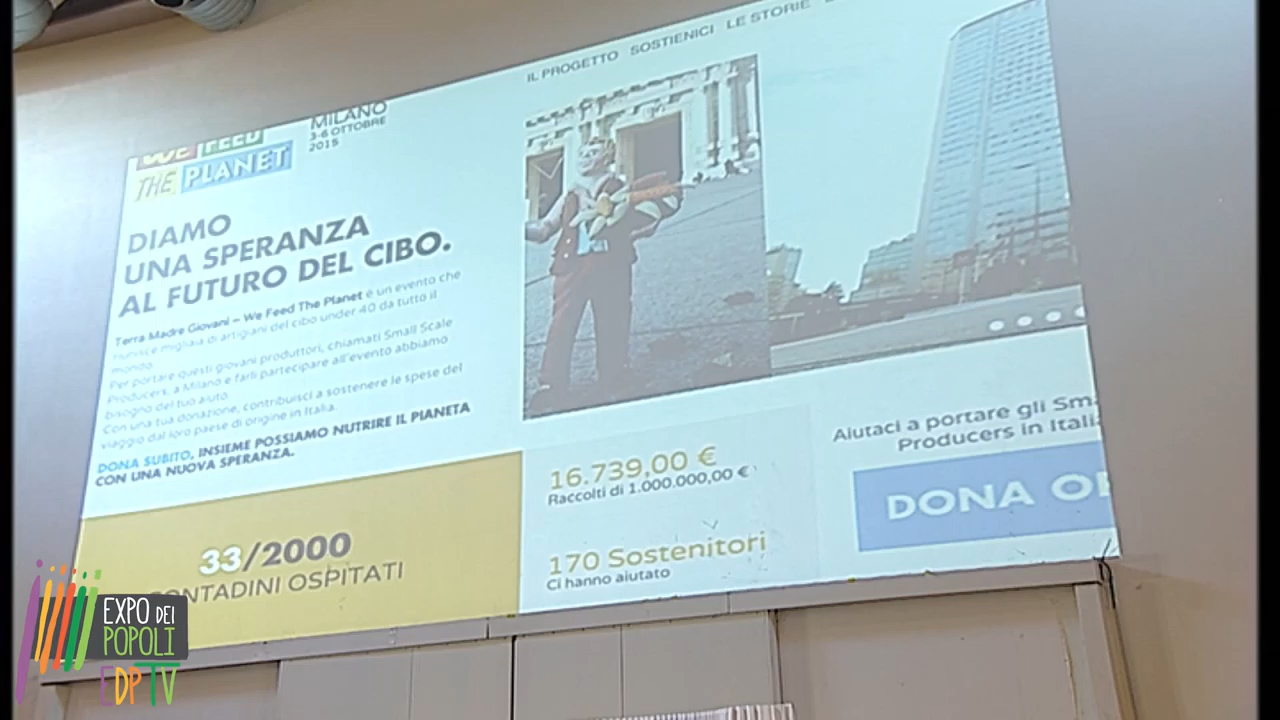 IL PROGETTO SOSTIENICI LE STORIE
WE FEED
THE PLANET
MILANO
3-6 OTTOBRE
2015
DIAMO
UNA SPERANZA
AL FUTURO DEL CIBO.
Terra Madre Giovani – We Feed The Planet è un evento che
riunisce migliaia di artigiani del cibo under 40 da tutto il
mondo.
Per portare questi giovani produttori, chiamati Small Scale
Producers, a Milano e farli partecipare all'evento abbiamo
bisogno del tuo aiuto.
Con una tua donazione, contribuisci a sostenere le spese del
viaggio dal loro paese di origine in Italia.
DONA SUBITO, INSIEME POSSIAMO NUTRIRE IL PIANETA
CON UNA NUOVA SPERANZA.
33/2000
CONTADINI OSPITATI
16.739,00 €
Raccolti di 1.000.000,00 €
170 Sostenitori
Ci hanno aiutato
Aiutaci a portare gli Sm
Producers in Itali
DONA O
EXPO DEI
POPOLI
EDPTV